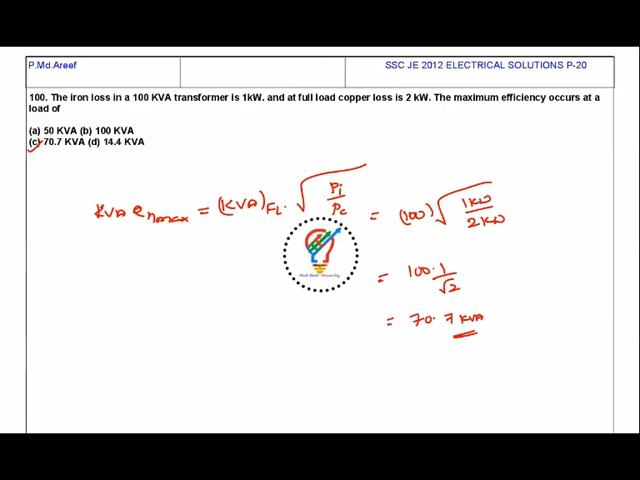 P.Md.Areef
SSC JE 2012 ELECTRICAL SOLUTIONS P-20
100. The iron loss in a 100 KVA transformer is 1kW. and at full load copper loss is 2 kW. The maximum efficiency occurs at a
load of
(a) 50 KVA (b) 100 KVA
(c) 70.7 KVA (d) 14.4 KVA
KVA @ ηmax = (KVA)FL · √(Pi/Pc) = (100) √(1kW/2kW)
= 100 · 1/√2
= 70.7 KVA